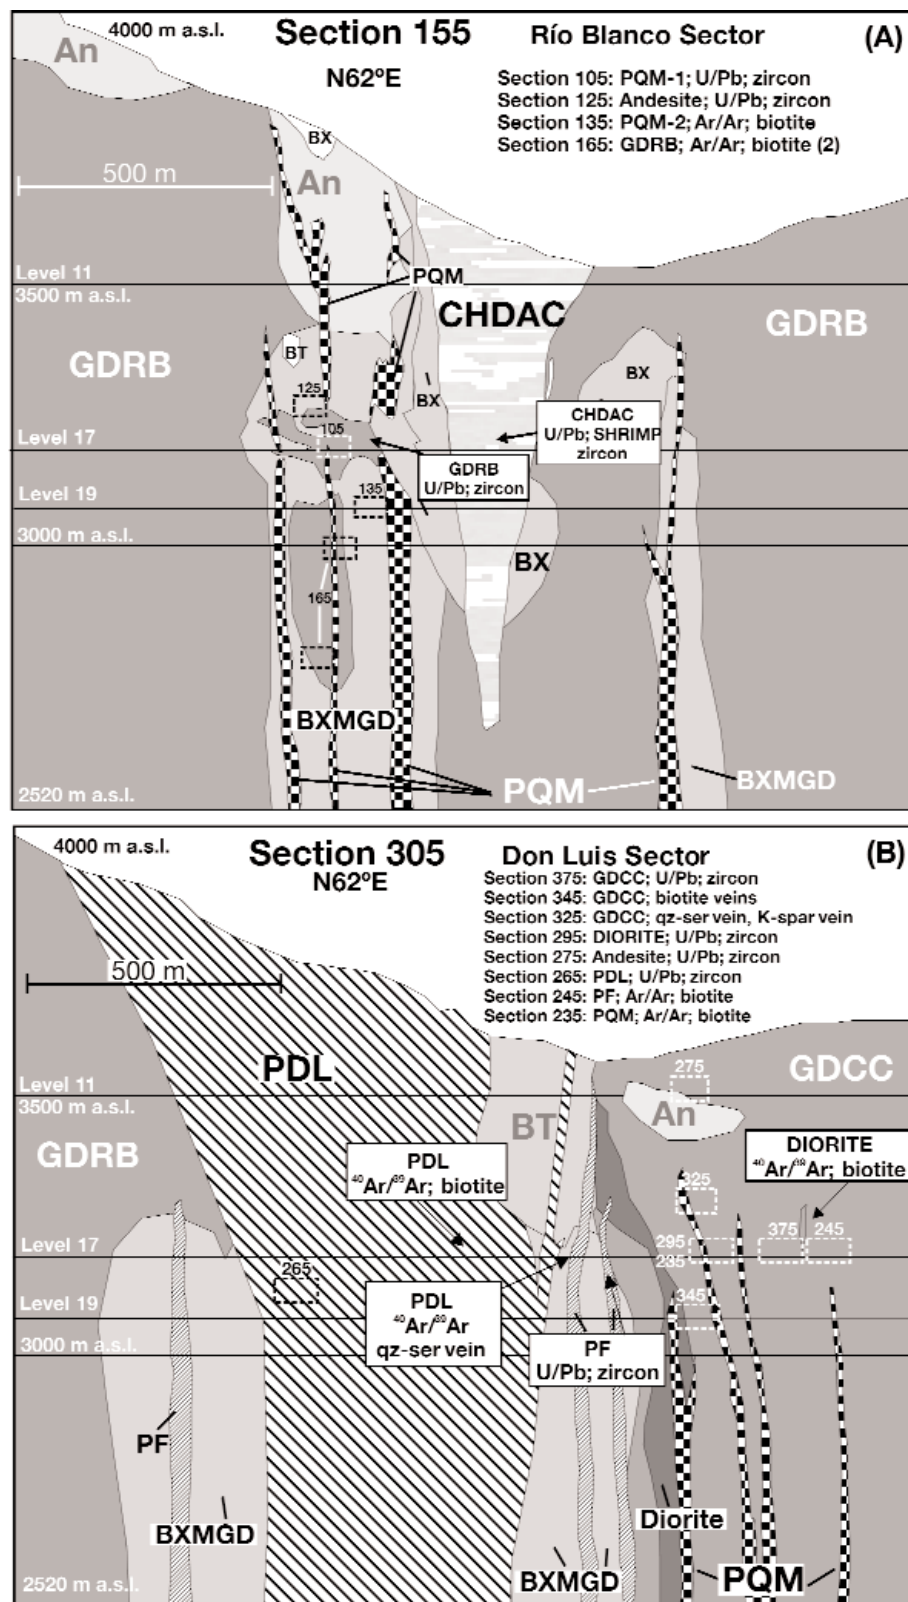 4000 m a.s.l.
Section 155
Río Blanco Sector
(A)
An
N62ºE
Section 105: PQM-1; U/Pb; zircon
Section 125: Andesite; U/Pb; zircon
Section 135: PQM-2; Ar/Ar; biotite
Section 165: GDRB; Ar/Ar; biotite (2)
BX
500 m
An
Level 11
3500 m a.s.l.
PQM
CHDAC
GDRB
GDRB
BT
BX
BX
125
105
CHDAC
U/Pb; SHRIMP
zircon
Level 17
GDRB
U/Pb; zircon
135
Level 19
3000 m a.s.l.
BX
165
BXMGD
PQM
BXMGD
2520 m a.s.l.
4000 m a.s.l.
Section 305
N62ºE
Don Luis Sector
(B)
Section 375: GDCC; U/Pb; zircon
Section 345: GDCC; biotite veins
Section 325: GDCC; qz-ser vein, K-spar vein
Section 295: DIORITE; U/Pb; zircon
Section 275: Andesite; U/Pb; zircon
Section 265: PDL; U/Pb; zircon
Section 245: PF; Ar/Ar; biotite
Section 235: PQM; Ar/Ar; biotite
500 m
PDL
275
GDCC
Level 11
3500 m a.s.l.
An
BT
GDRB
PDL
40Ar/39Ar; biotite
DIORITE
40Ar/39Ar; biotite
325
375 245
295
235
Level 17
265
345
Level 19
PDL
40Ar/39Ar
qz-ser vein
PF
U/Pb; zircon
3000 m a.s.l.
PF
BXMGD
Diorite
BXMGD
PQM
2520 m a.s.l.